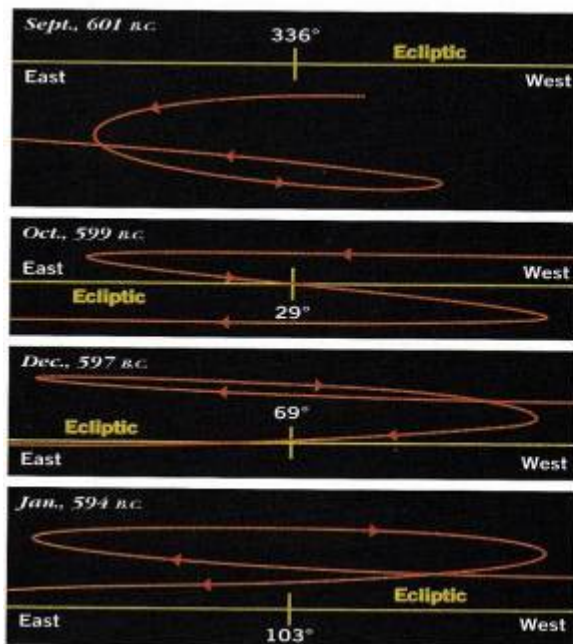 Sept., 601 B.C.
336°
Ecliptic
East
West
Oct., 599 B.C.
East
West
Ecliptic
29°
Dec., 597 B.C.
69°
Ecliptic
East
West
Jan., 594 B.C.
Ecliptic
East
West
103°